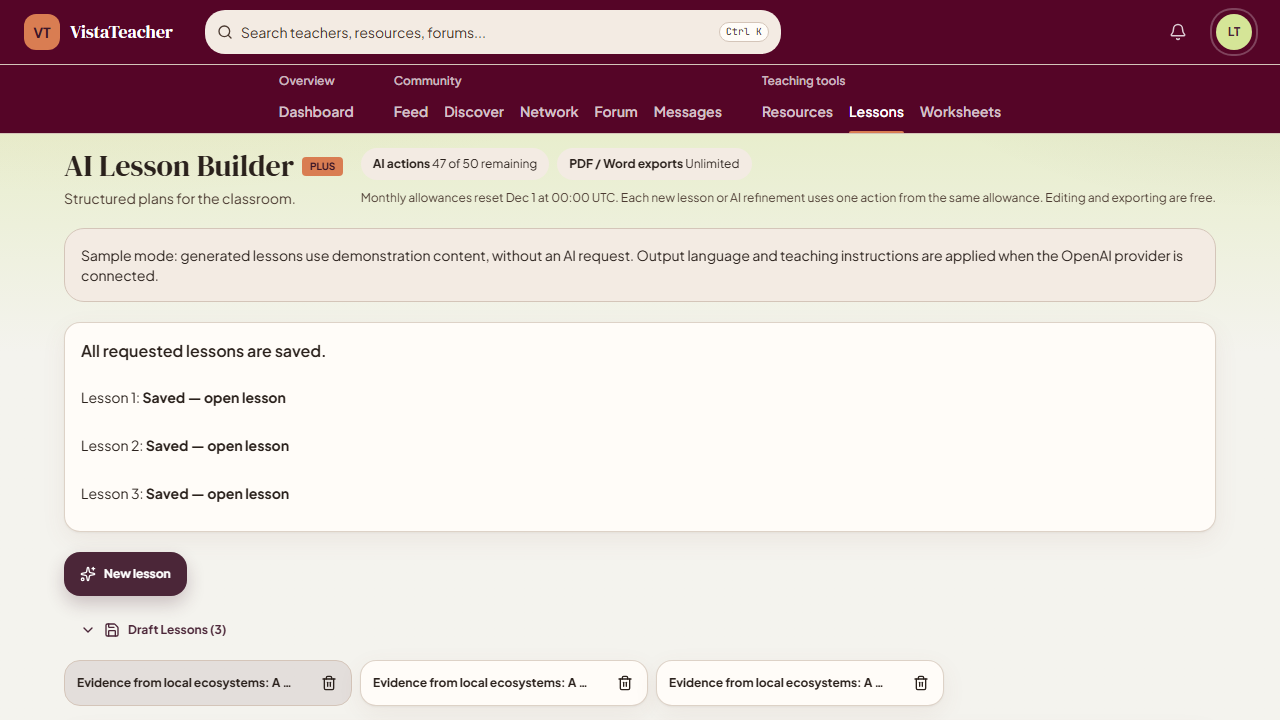 VT VistaTeacher
Search teachers, resources, forums... Ctrl K
LT
Overview Community Teaching tools
Dashboard Feed Discover Network Forum Messages Resources Lessons Worksheets
AI Lesson Builder PLUS
AI actions 47 of 50 remaining PDF / Word exports Unlimited
Structured plans for the classroom.
Monthly allowances reset Dec 1 at 00:00 UTC. Each new lesson or AI refinement uses one action from the same allowance. Editing and exporting are free.
Sample mode: generated lessons use demonstration content, without an AI request. Output language and teaching instructions are applied when the OpenAI provider is
connected.
All requested lessons are saved.
Lesson 1: Saved — open lesson
Lesson 2: Saved — open lesson
Lesson 3: Saved — open lesson
New lesson
Draft Lessons (3)
Evidence from local ecosystems: A ... Evidence from local ecosystems: A ... Evidence from local ecosystems: A ...